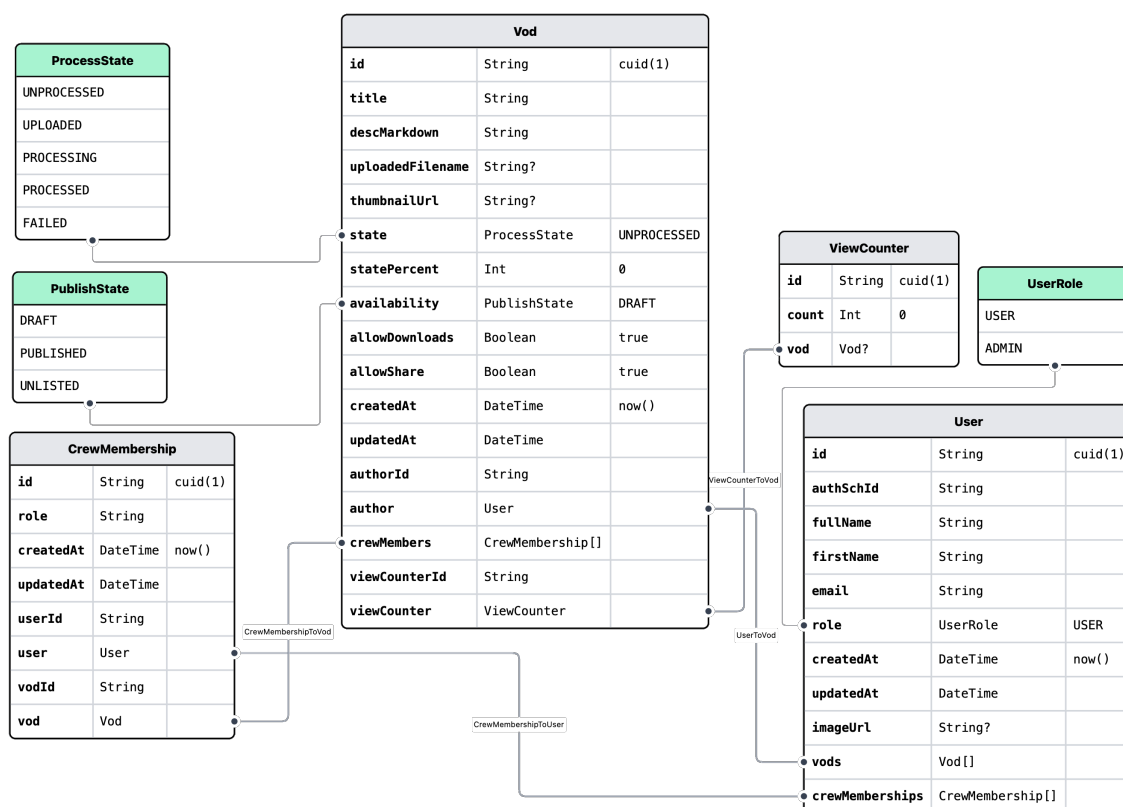 ProcessState
UNPROCESSED
UPLOADED
PROCESSING
PROCESSED
FAILED
PublishState
DRAFT
PUBLISHED
UNLISTED
CrewMembership
id String cuid(1)
role String
createdAt DateTime now()
updatedAt DateTime
userId String
user User
vodId String
vod Vod
Vod
id String cuid(1)
title String
descMarkdown String
uploadedFilename String?
thumbnailUrl String?
state ProcessState UNPROCESSED
statePercent Int 0
availability PublishState DRAFT
allowDownloads Boolean true
allowShare Boolean true
createdAt DateTime now()
updatedAt DateTime
authorId String
author User
crewMembers CrewMembership[]
viewCounterId String
viewCounter ViewCounter
CrewMembershipToVod
CrewMembershipToUser
ViewCounterToVod
UserToVod
ViewCounter
id String cuid(1)
count Int 0
vod Vod?
UserRole
USER
ADMIN
User
id String cuid(1)
authSchId String
fullName String
firstName String
email String
role UserRole USER
createdAt DateTime now()
updatedAt DateTime
imageUrl String?
vods Vod[]
crewMemberships CrewMembership[]